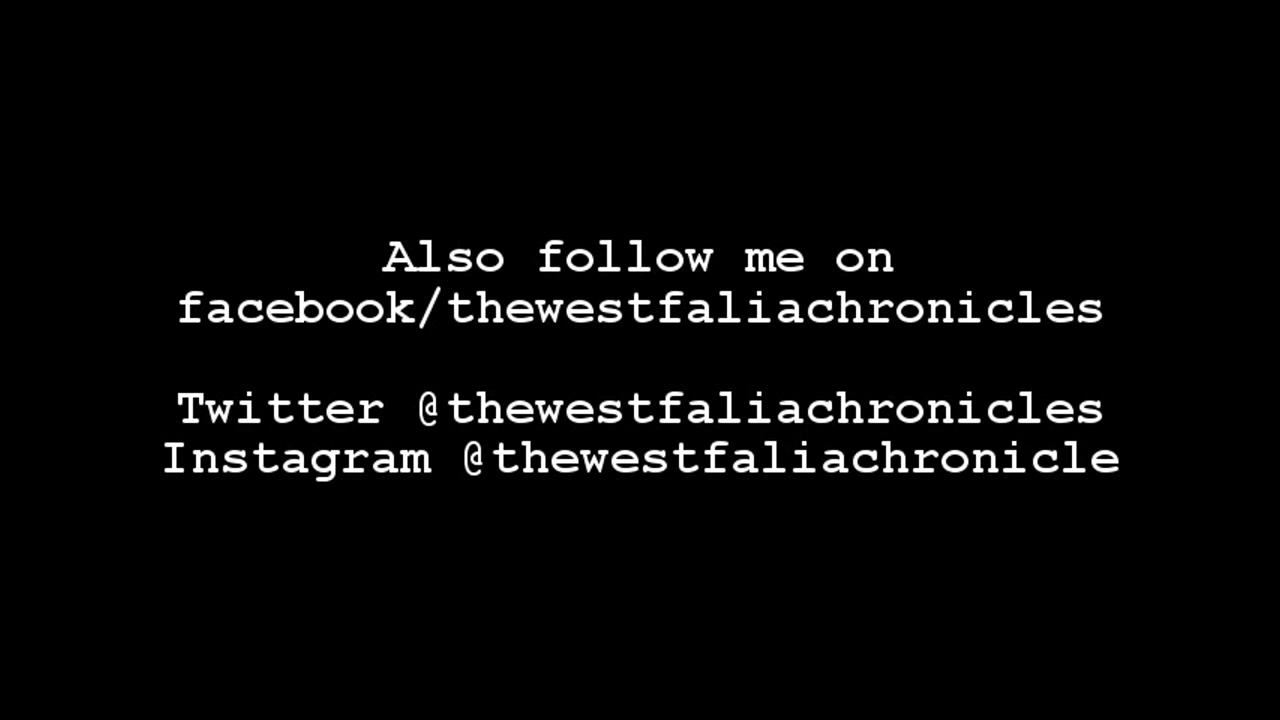 Also follow me on
facebook/thewestfaliachronicles
Twitter @thewestfaliachronicles
Instagram @thewestfaliachronicle